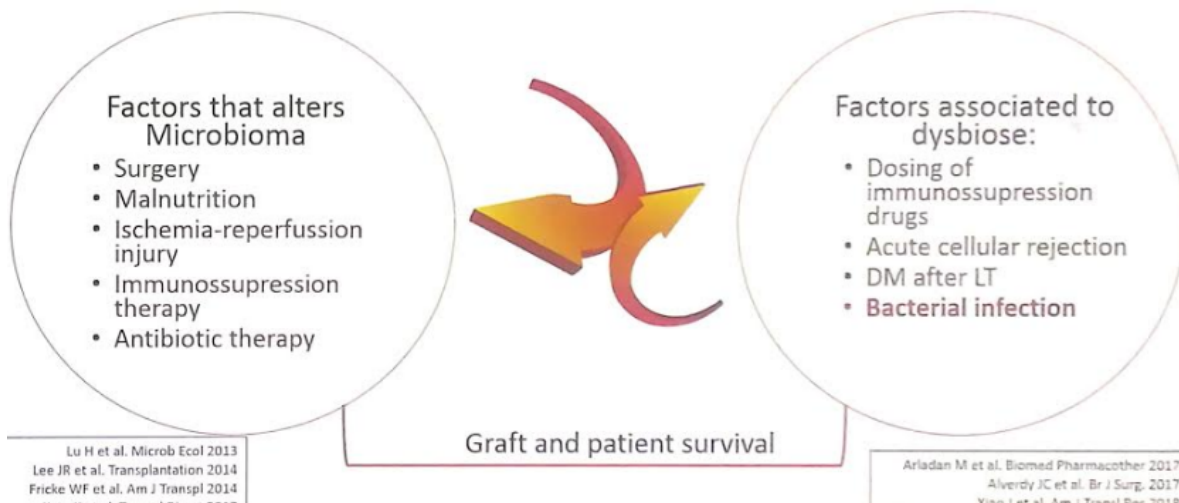 Factors that alters
Microbioma
• Surgery
• Malnutrition
• Ischemia-reperfussion
injury
• Immunossupression
therapy
• Antibiotic therapy
Factors associated to
dysbiose:
• Dosing of
immunossupression
drugs
• Acute cellular rejection
• DM after LT
• Bacterial infection
Graft and patient survival
Lu H et al. Microb Ecol 2013
Lee JR et al. Transplantation 2014
Fricke WF et al. Am J Transpl 2014
Arladan M et al. Biomed Pharmacother 2017
Alverdy JC et al. Br J Surg. 2017